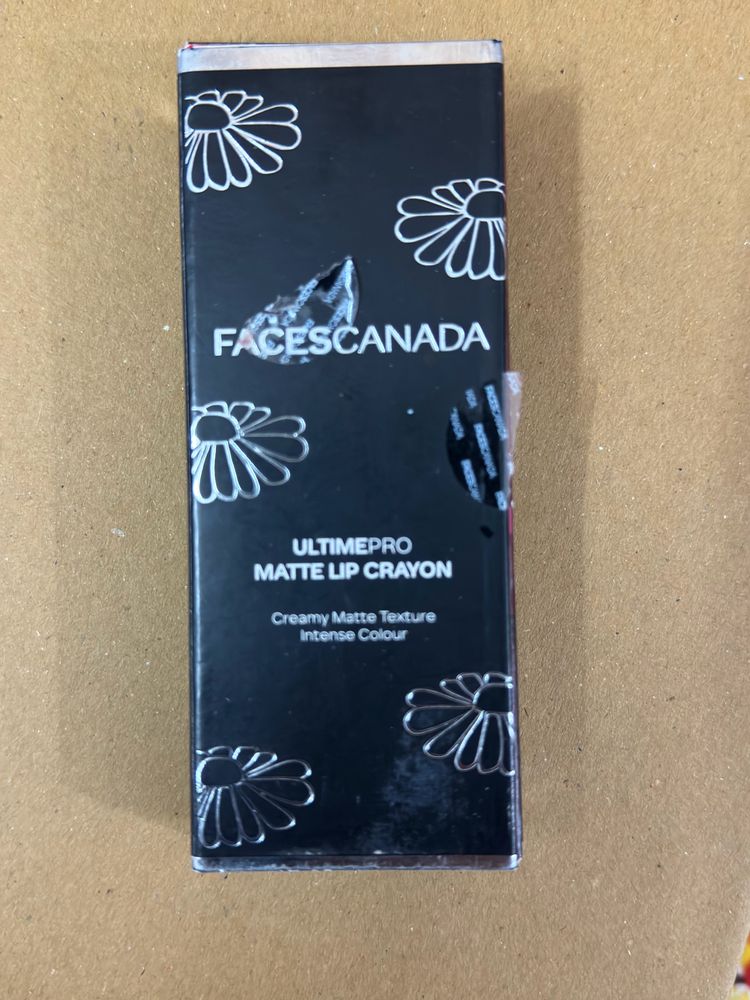 FACESCANADA
ULTIMEPRO
MATTE LIP CRAYON
Creamy Matte Texture
Intense Colour